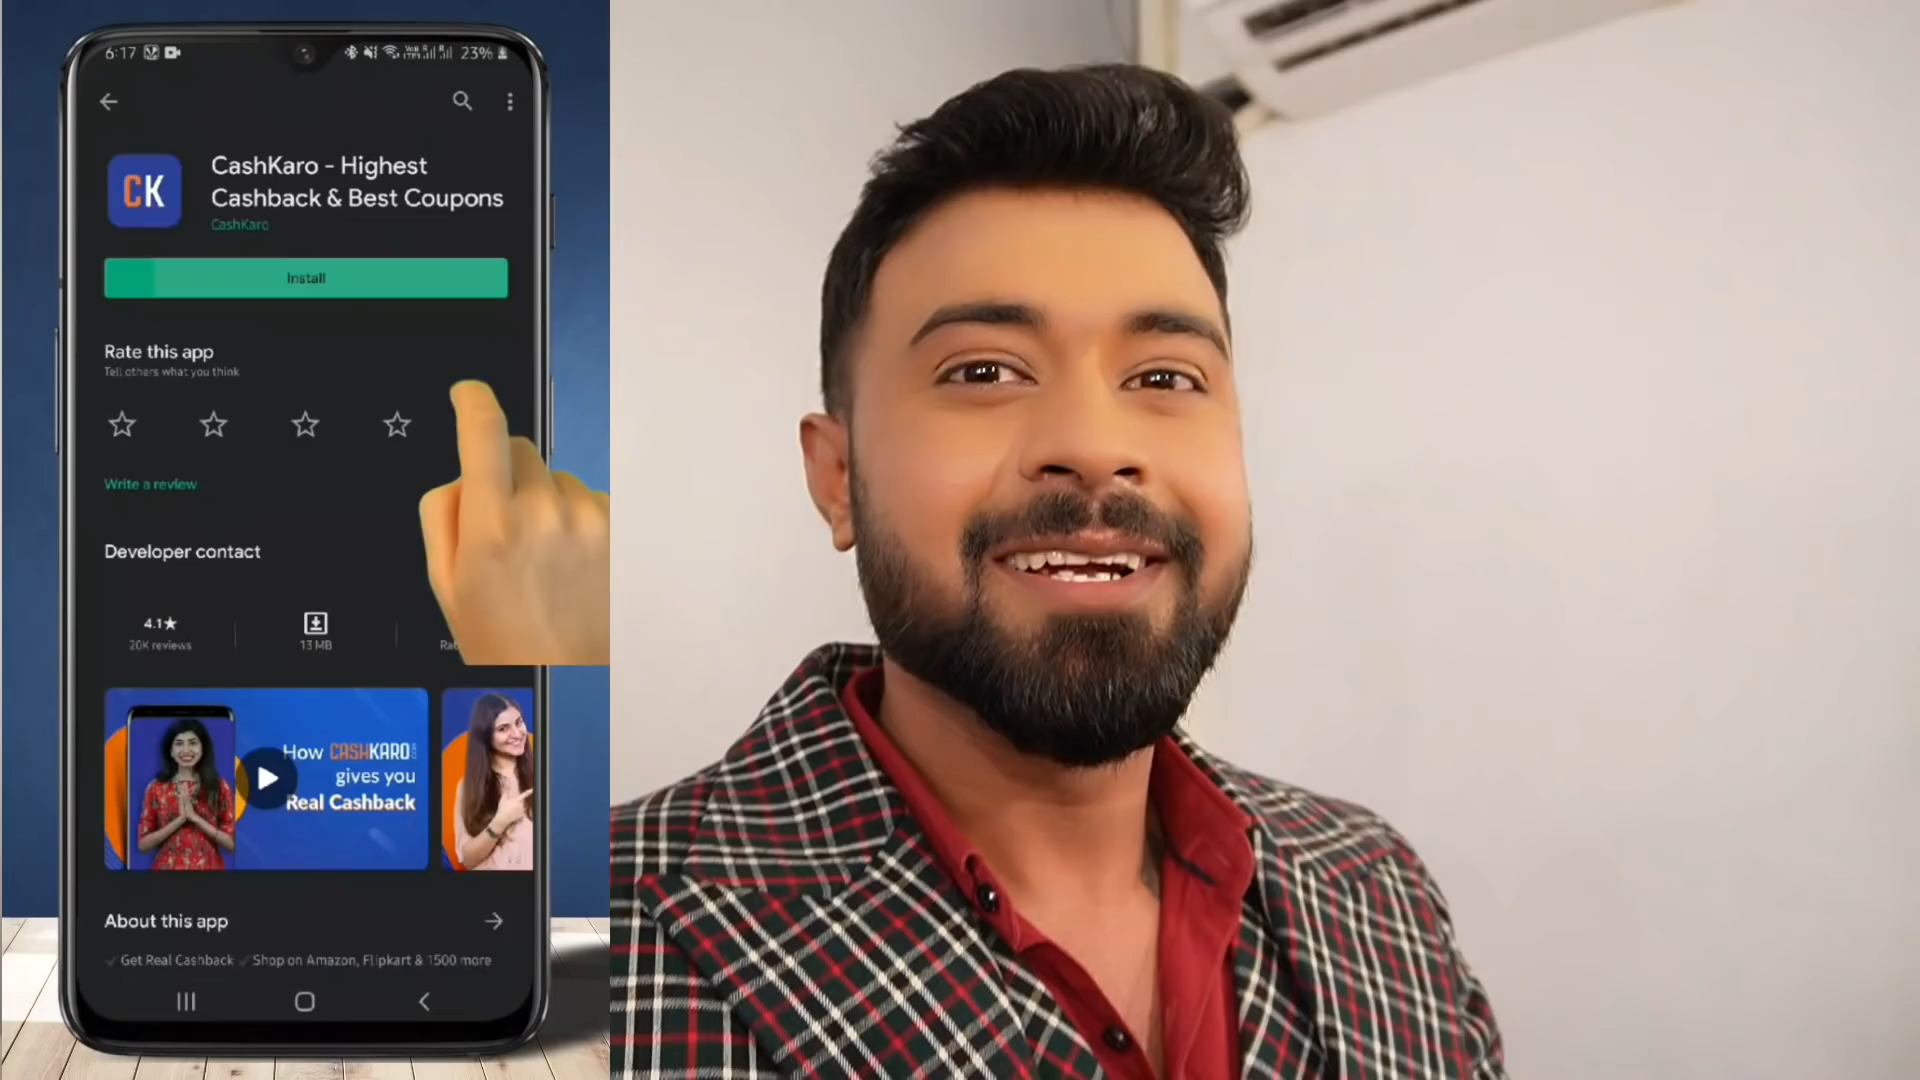 6:17
23%
CK
CashKaro - Highest
Cashback & Best Coupons
CashKaro
Install
Rate this app
Tell others what you think
Write a review
Developer contact
4.1★
20K reviews
13 MB
How CASHKARO
gives you
Real Cashback
About this app
✓ Get Real Cashback ✓ Shop on Amazon, Flipkart & 1500 more